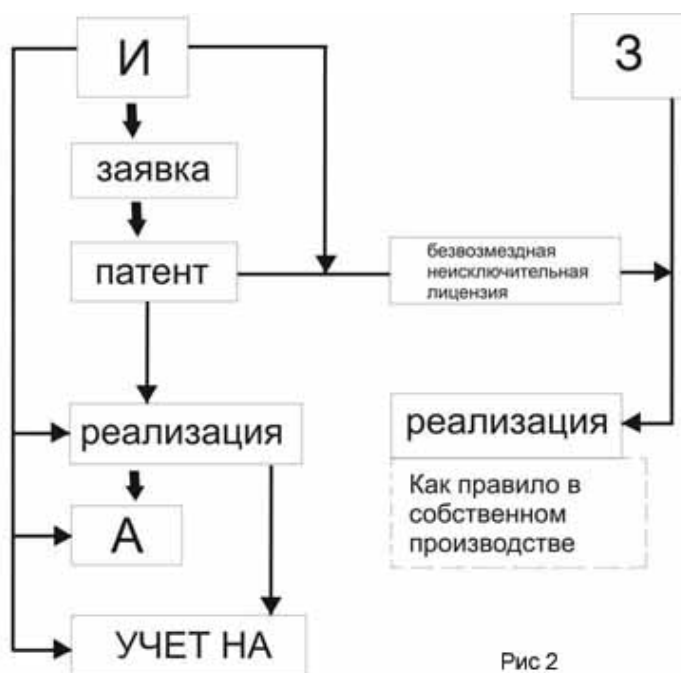 И
З
заявка
патент
безвозмездная
неисключительная
лицензия
реализация
реализация
Как правило в
собственном
производстве
А
УЧЕТ НА
Рис 2